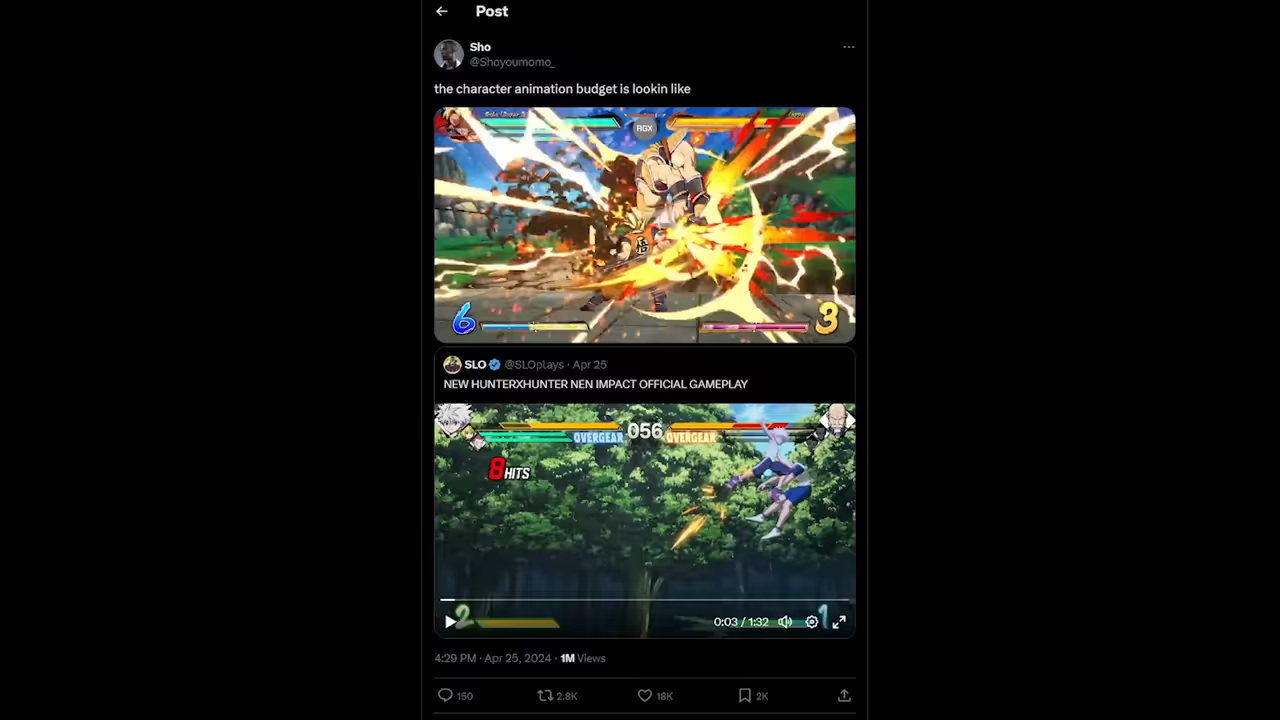 Post
Sho
@Shoyoumomo_
the character animation budget is lookin like
RGX
悟
6
3
SLO @SLOplays · Apr 25
NEW HUNTERXHUNTER NEN IMPACT OFFICIAL GAMEPLAY
OVERGEAR 056 OVERGEAR
8 HITS
2
1
0:03 / 1:32
4:29 PM · Apr 25, 2024 · 1M Views
150 2.8K 18K 2K